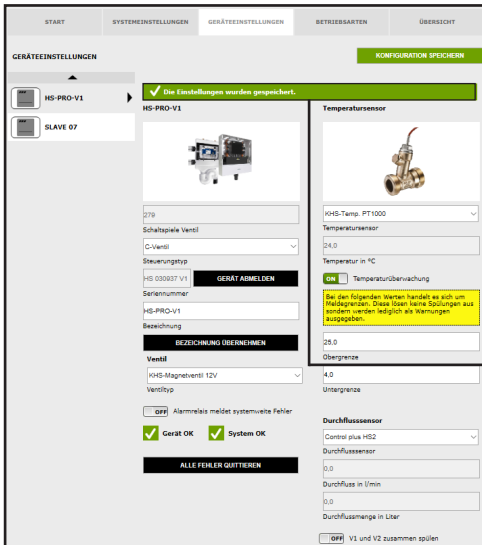 START
SYSTEMEINSTELLUNGEN
GERÄTEEINSTELLUNGEN
BETRIEBSARTEN
ÜBERSICHT
GERÄTEEINSTELLUNGEN
KONFIGURATION SPEICHERN
HS-PRO-V1
SLAVE 07
Die Einstellungen wurden gespeichert.
HS-PRO-V1
279
Schaltspiele Ventil
C-Ventil
Steuerungstyp
HS 030937 V1
GERÄT ABMELDEN
Seriennummer
HS-PRO-V1
Bezeichnung
BEZEICHNUNG ÜBERNEHMEN
Ventil
KHS-Magnetventil 12V
Ventiltyp
OFF Alarmrelais meldet systemweite Fehler
Gerät OK
System OK
ALLE FEHLER QUITTIEREN
Temperatursensor
KHS-Temp. PT1000
Temperatursensor
24,0
Temperatur in °C
ON Temperaturüberwachung
Bei den folgenden Werten handelt es sich um
Meldegrenzen. Diese lösen keine Spülungen aus
sondern werden lediglich als Warnungen
ausgegeben.
25,0
Obergrenze
4,0
Untergrenze
Durchflusssensor
Control plus HS2
Durchflusssensor
0,0
Durchfluss in l/min
0,0
Durchflussmenge in Liter
OFF V1 und V2 zusammen spülen